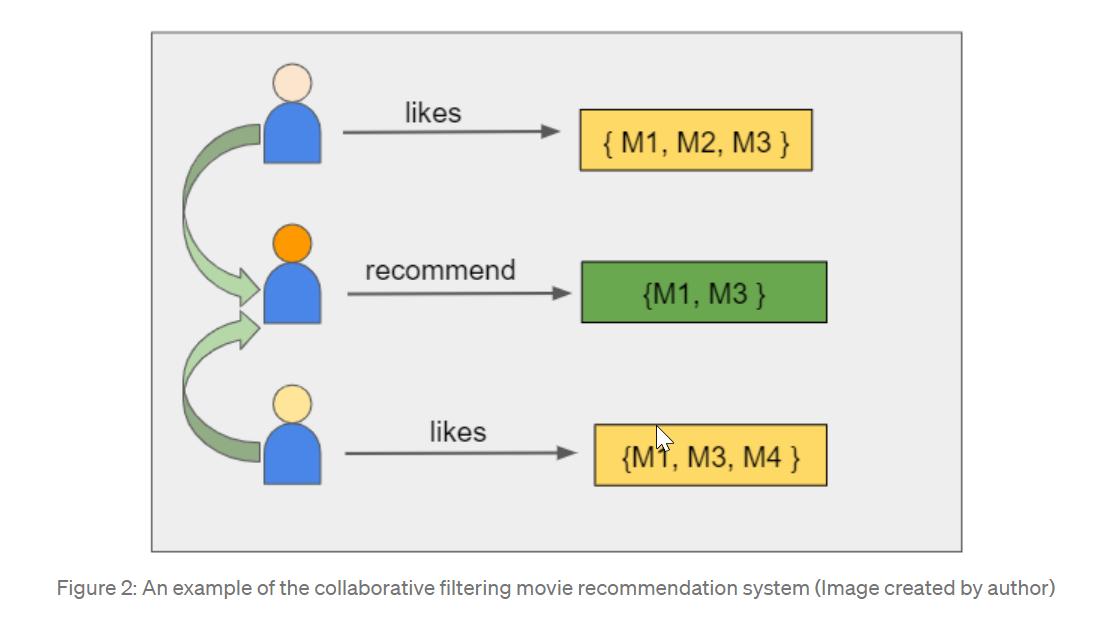 likes
{ M1, M2, M3 }
recommend
{M1, M3 }
likes
{M1, M3, M4 }
Figure 2: An example of the collaborative filtering movie recommendation system (Image created by author)